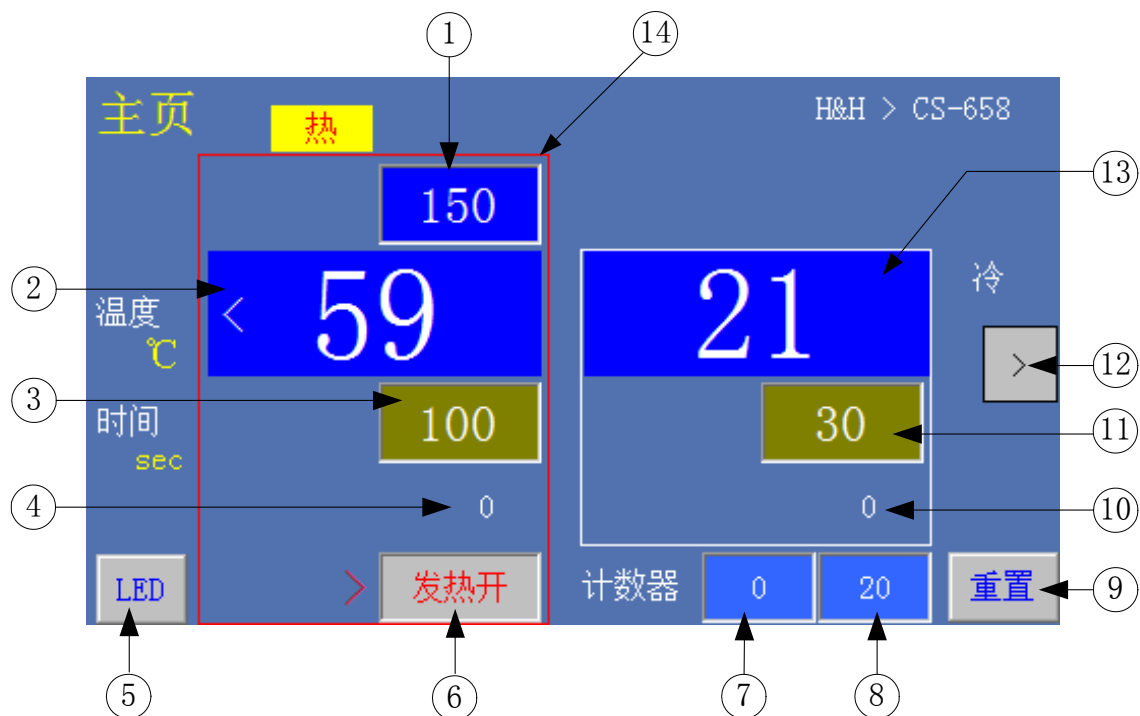 ① ⑭
主页 H&H > CS-658
热
150
⑬
② < 59 21 冷
温度
℃
> ⑫
③ 100 30 ⑪
时间
sec
④ 0 0 ⑩
LED > 发热开 计数器 0 20 重置 ⑨
⑤ ⑥ ⑦ ⑧